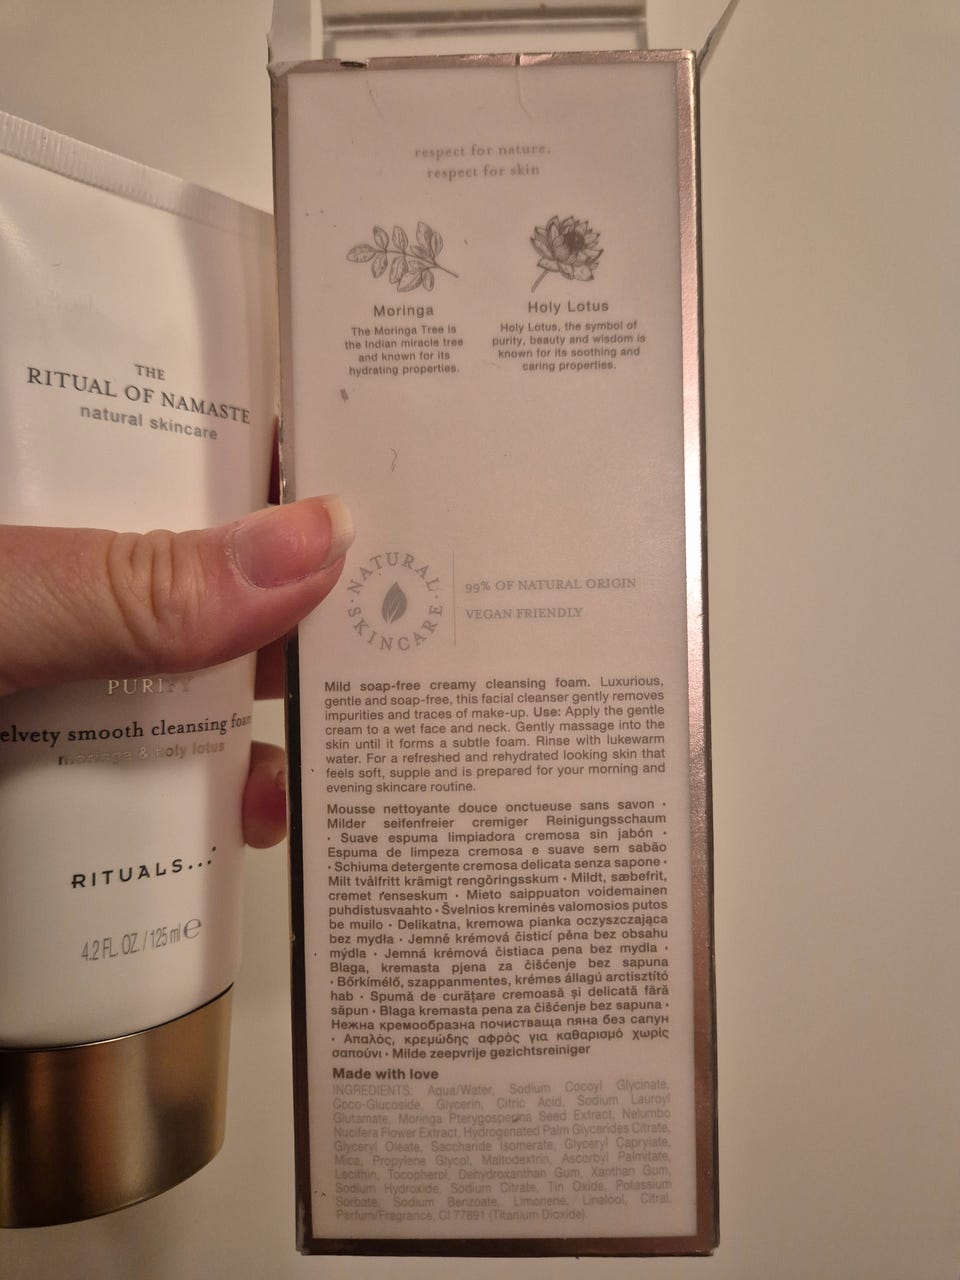 THE
RITUAL OF NAMASTE
natural skincare
PURIFY
elvety smooth cleansing foam
moringa & holy lotus
RITUALS...
4.2 FL. OZ. / 125 ml ℮
respect for nature,
respect for skin
Moringa
The Moringa Tree is
the Indian miracle tree
and known for its
hydrating properties.
Holy Lotus
Holy Lotus, the symbol of
purity, beauty and wisdom is
known for its soothing and
caring properties.
· NATURAL · SKINCARE
99% OF NATURAL ORIGIN
VEGAN FRIENDLY
Mild soap-free creamy cleansing foam. Luxurious,
gentle and soap-free, this facial cleanser gently removes
impurities and traces of make-up. Use: Apply the gentle
cream to a wet face and neck. Gently massage into the
skin until it forms a subtle foam. Rinse with lukewarm
water. For a refreshed and rehydrated looking skin that
feels soft, supple and is prepared for your morning and
evening skincare routine.
Mousse nettoyante douce onctueuse sans savon ·
Milder seifenfreier cremiger Reinigungsschaum
· Suave espuma limpiadora cremosa sin jabón ·
Espuma de limpeza cremosa e suave sem sabão
· Schiuma detergente cremosa delicata senza sapone ·
Milt tvålfritt krämigt rengöringsskum · Mildt, sæbefrit,
cremet renseskum · Mieto saippuaton voidemainen
puhdistusvaahto · Švelnios kreminės valomosios putos
be muilo · Delikatna, kremowa pianka oczyszczająca
bez mydła · Jemně krémová čisticí pěna bez obsahu
mýdla · Jemná krémová čistiaca pena bez mydla ·
Blaga, kremasta pjena za čišćenje bez sapuna
· Bőrkímélő, szappanmentes, krémes állagú arctisztító
hab · Spumă de curățare cremoasă și delicată fără
săpun · Blaga kremasta pena za čišćenje bez sapuna ·
Нежна кремообразна почистваща пяна без сапун
· Απαλός, κρεμώδης αφρός για καθαρισμό χωρίς
σαπούνι · Milde zeepvrije gezichtsreiniger
Made with love
INGREDIENTS: Aqua/Water, Sodium Cocoyl Glycinate,
Coco-Glucoside, Glycerin, Citric Acid, Sodium Lauroyl
Glutamate, Moringa Pterygosperma Seed Extract, Nelumbo
Nucifera Flower Extract, Hydrogenated Palm Glycerides Citrate,
Glyceryl Oleate, Saccharide Isomerate, Glyceryl Caprylate,
Mica, Propylene Glycol, Maltodextrin, Ascorbyl Palmitate,
Lecithin, Tocopherol, Dehydroxanthan Gum, Xanthan Gum,
Sodium Hydroxide, Sodium Citrate, Tin Oxide, Potassium
Sorbate, Sodium Benzoate, Limonene, Linalool, Citral,
Parfum/Fragrance, CI 77891 (Titanium Dioxide).